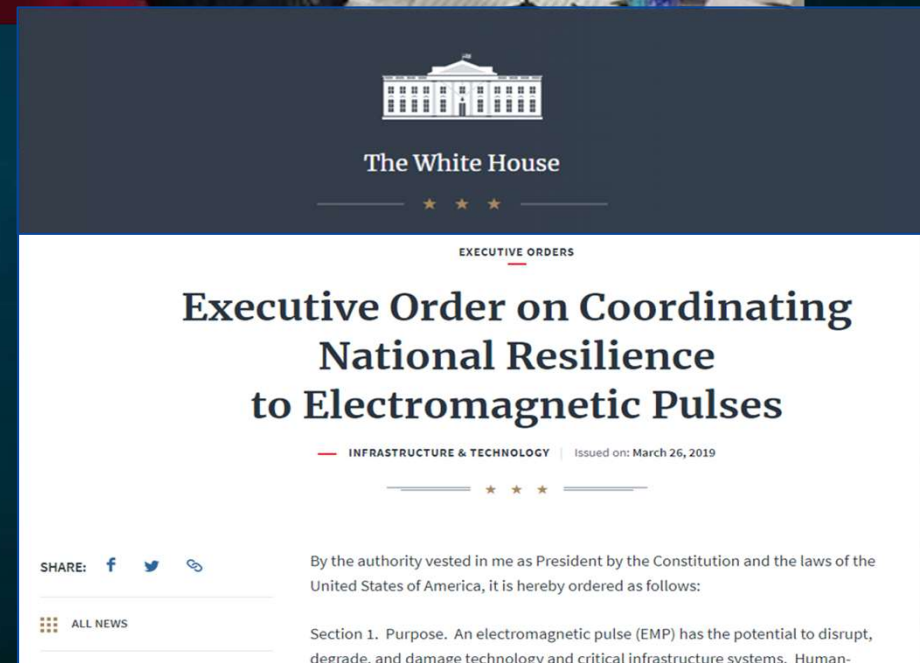 The White House
EXECUTIVE ORDERS
Executive Order on Coordinating
National Resilience
to Electromagnetic Pulses
INFRASTRUCTURE & TECHNOLOGY | Issued on: March 26, 2019
SHARE:
By the authority vested in me as President by the Constitution and the laws of the
United States of America, it is hereby ordered as follows:
ALL NEWS
Section 1. Purpose. An electromagnetic pulse (EMP) has the potential to disrupt,
degrade, and damage technology and critical infrastructure systems. Human-